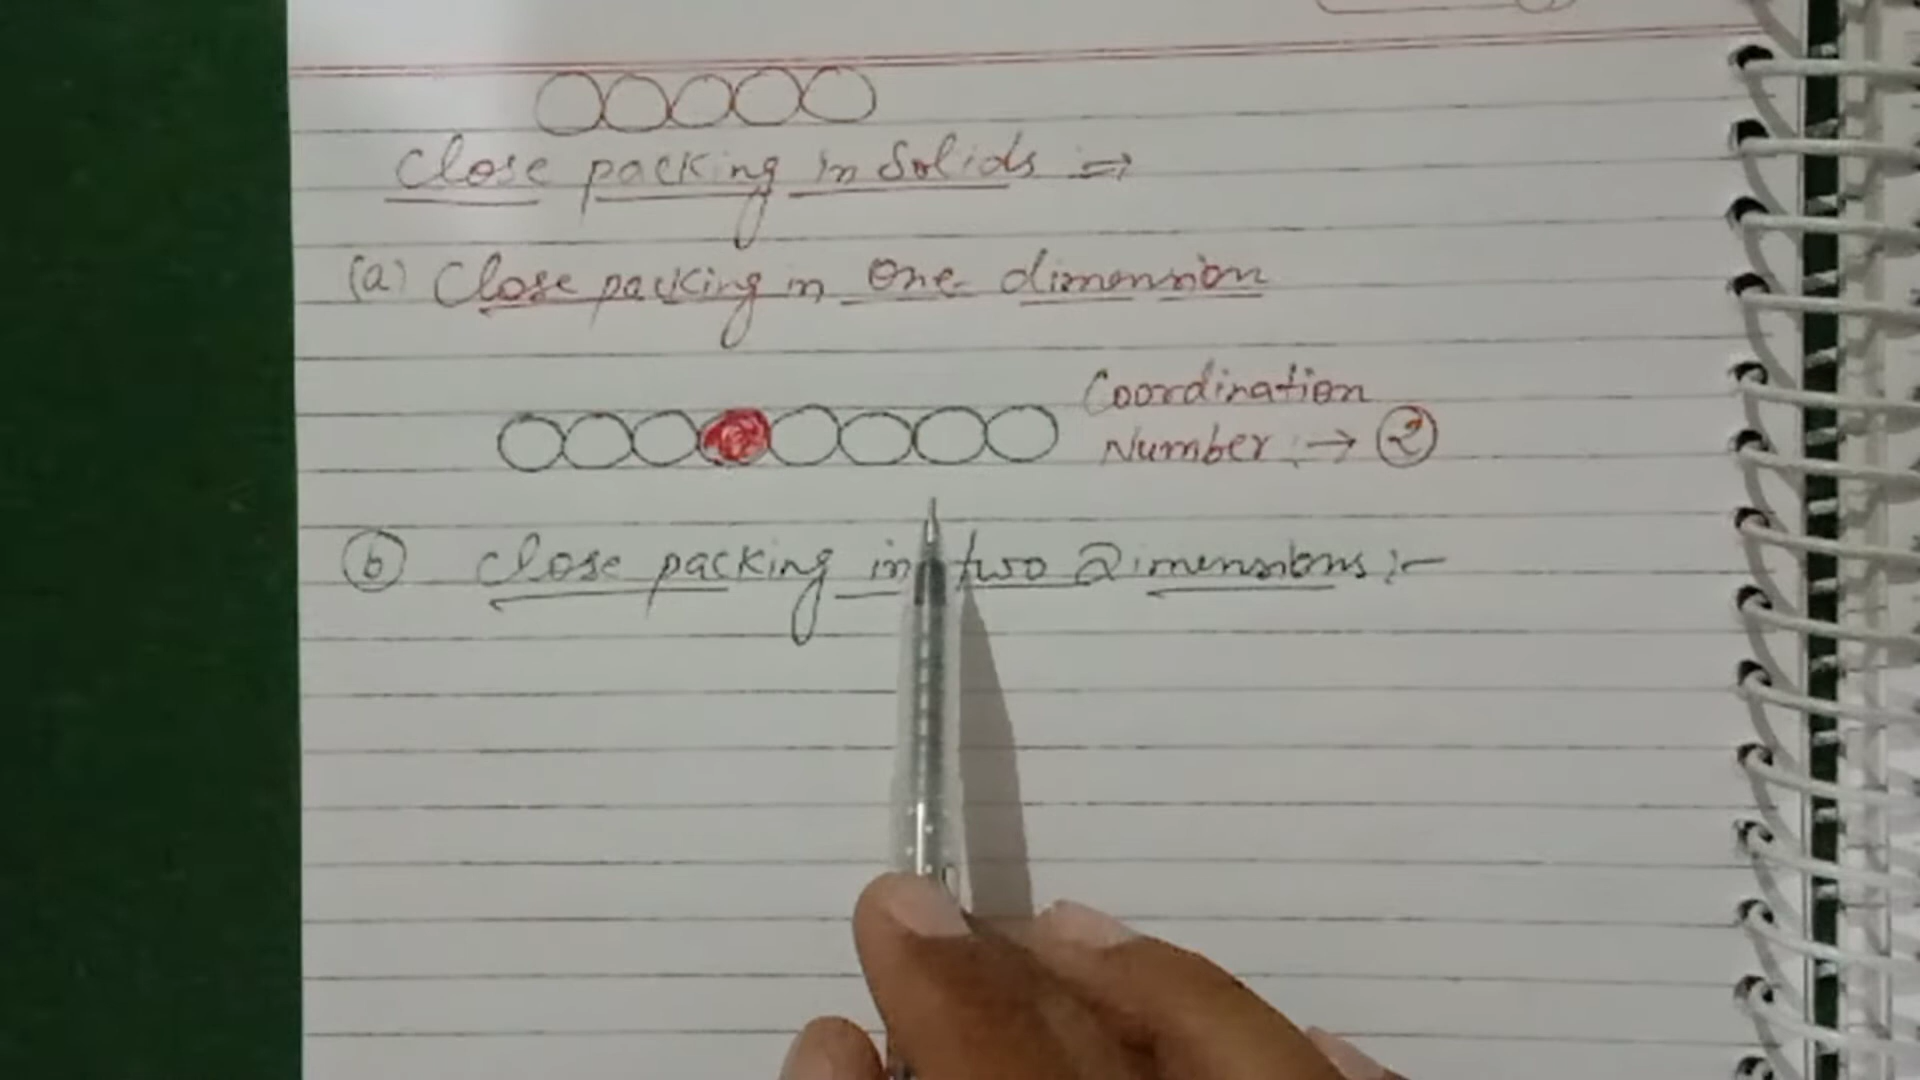 Close packing in Solids ⇒
(a) Close packing in One dimension
Coordination
Number :→ 2
(b) Close packing in two Dimensions :-